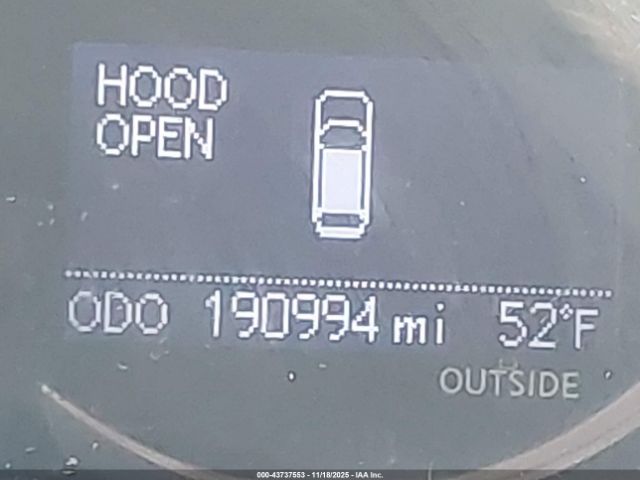 HOOD
OPEN
ODO 190994 mi 52°F
OUTSIDE
000-43737553 - 11/18/2025 - IAA Inc.